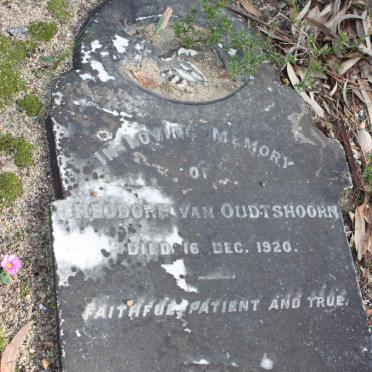 IN LOVING MEMORY
OF
THEODORE VAN OUDTSHOORN
DIED 16 DEC. 1920.
FAITHFUL, PATIENT AND TRUE.